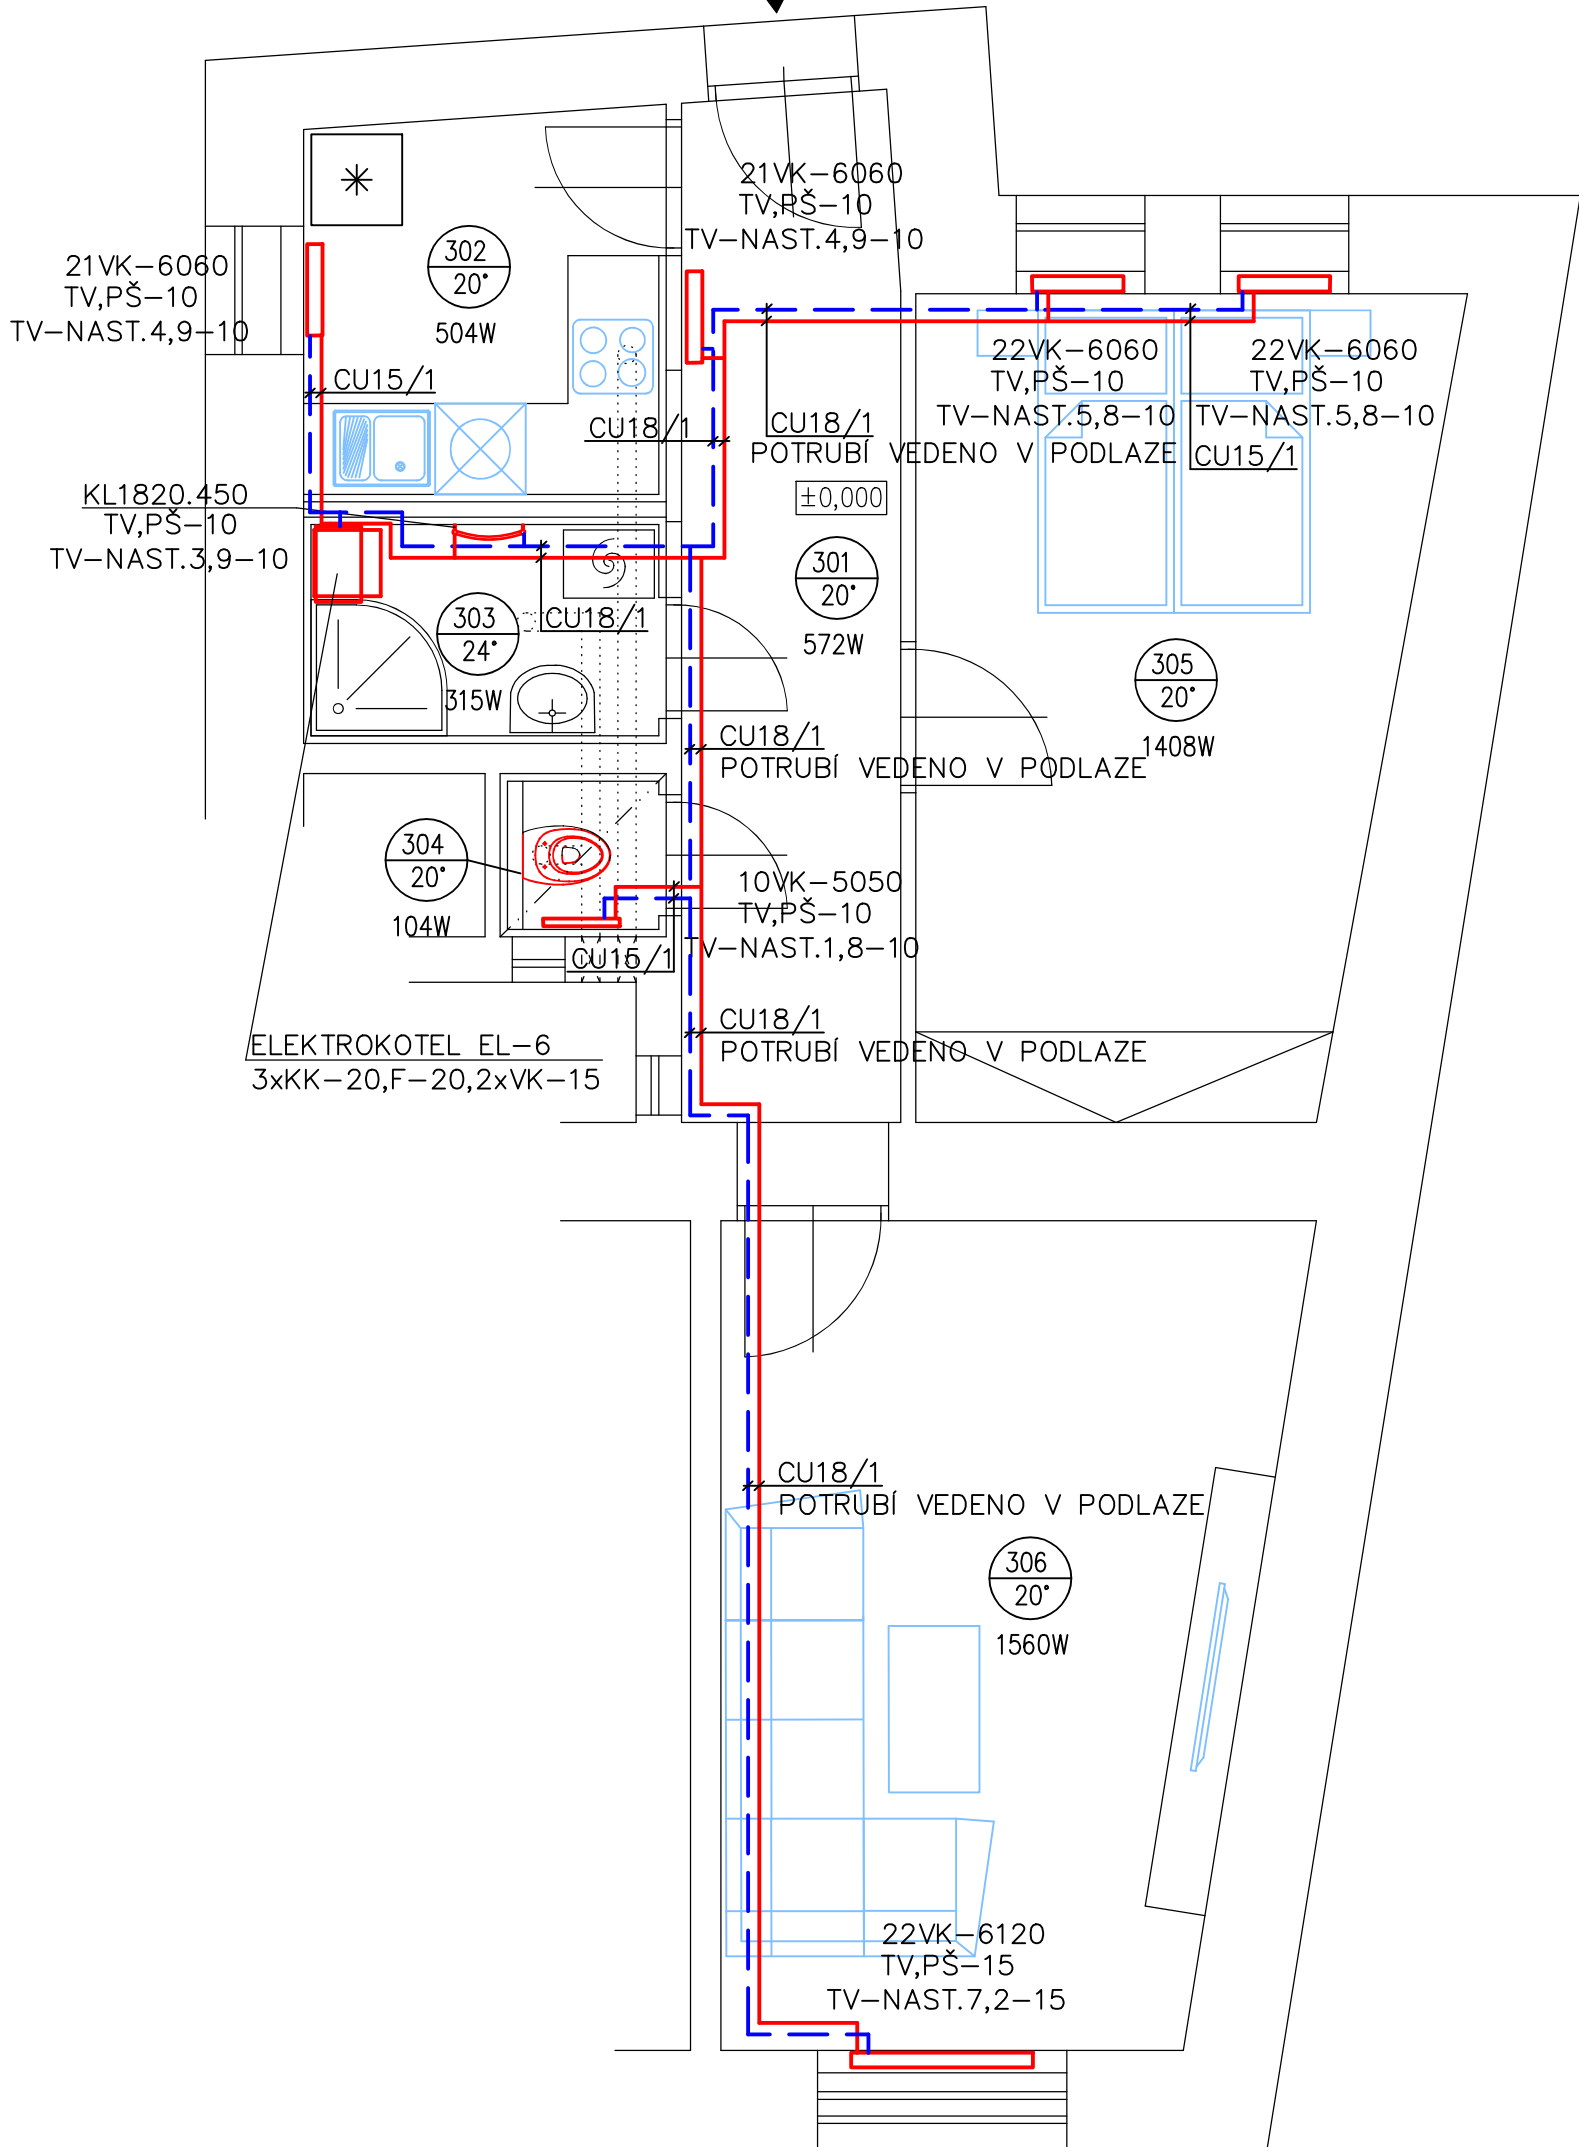 21VK-6060
TV,PŠ-10
TV-NAST.4,9-10
302
20°
504W
21VK-6060
TV,PŠ-10
TV-NAST.4,9-10
CU15/1
22VK-6060
TV,PŠ-10
TV-NAST.5,8-10
22VK-6060
TV,PŠ-10
TV-NAST.5,8-10
CU18/1
CU18/1
POTRUBÍ VEDENO V PODLAZE
CU15/1
KL1820.450
TV,PŠ-10
TV-NAST.3,9-10
±0,000
301
20°
572W
303
24°
315W
CU18/1
305
20°
1408W
CU18/1
POTRUBÍ VEDENO V PODLAZE
304
20°
104W
10VK-5050
TV,PŠ-10
TV-NAST.1,8-10
CU15/1
CU18/1
POTRUBÍ VEDENO V PODLAZE
ELEKTROKOTEL EL-6
3xKK-20,F-20,2xVK-15
CU18/1
POTRUBÍ VEDENO V PODLAZE
306
20°
1560W
22VK-6120
TV,PŠ-15
TV-NAST.7,2-15